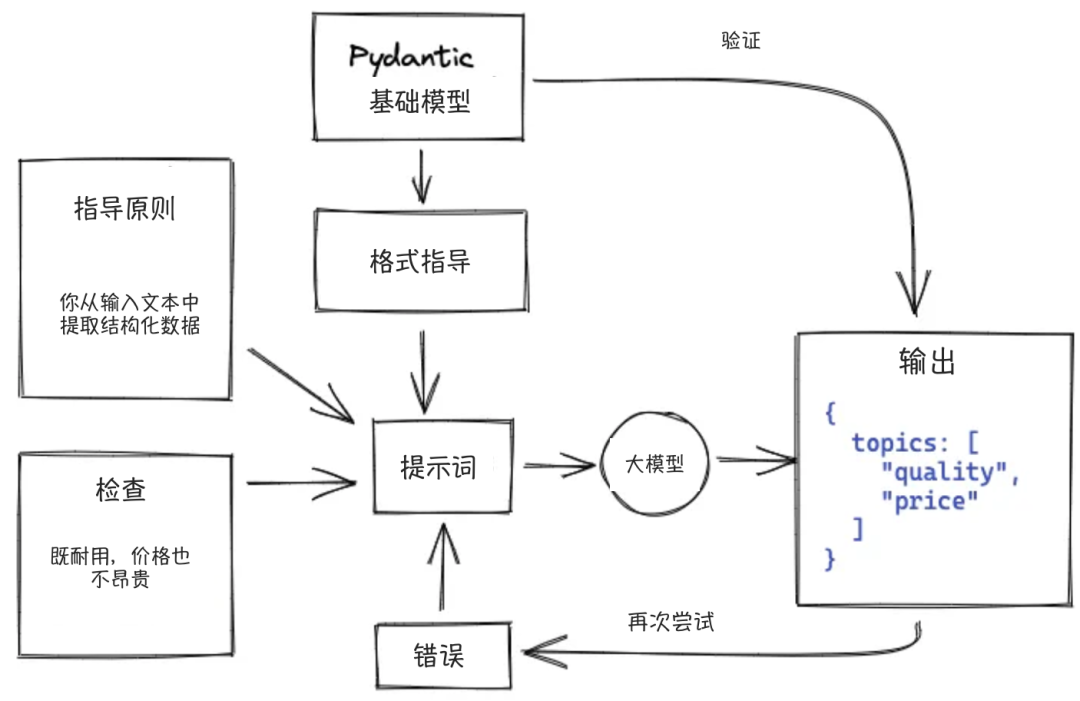 Pydantic
基础模型
验证
指导原则
你从输入文本中
提取结构化数据
格式指导
检查
既耐用，价格也
不昂贵
提示词
大模型
输出
{
topics: [
"quality",
"price"
]
}
再次尝试
错误